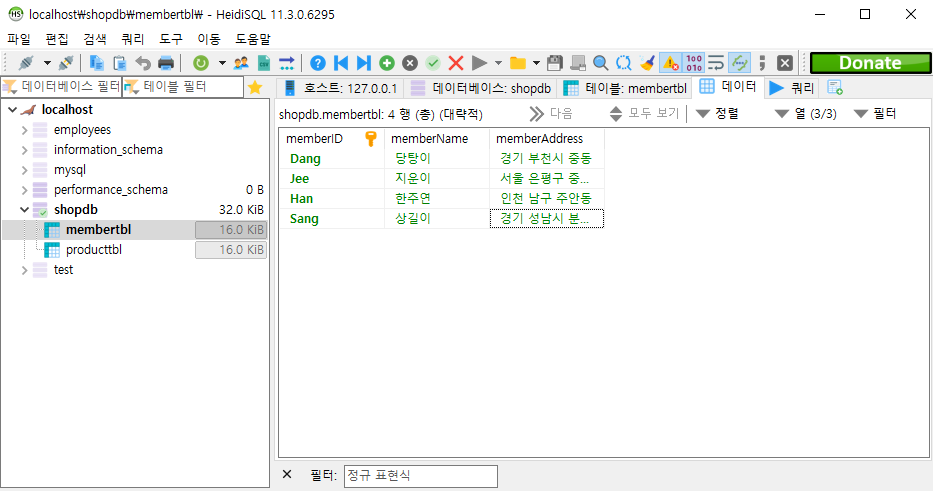 localhost\shopdb\membertbl\ - HeidiSQL 11.3.0.6295
파일 편집 검색 쿼리 도구 이동 도움말
Donate
데이터베이스 필터 테이블 필터
호스트: 127.0.0.1 데이터베이스: shopdb 테이블: membertbl 데이터 쿼리
localhost
employees
information_schema
mysql
performance_schema 0 B
shopdb 32.0 KiB
membertbl 16.0 KiB
producttbl 16.0 KiB
test
shopdb.membertbl: 4 행 (총) (대략적) 다음 모두 보기 정렬 열 (3/3) 필터
memberID memberName memberAddress
Dang 당탕이 경기 부천시 중동
Jee 지운이 서울 은평구 중...
Han 한주연 인천 남구 주안동
Sang 상길이 경기 성남시 분...
필터: 정규 표현식